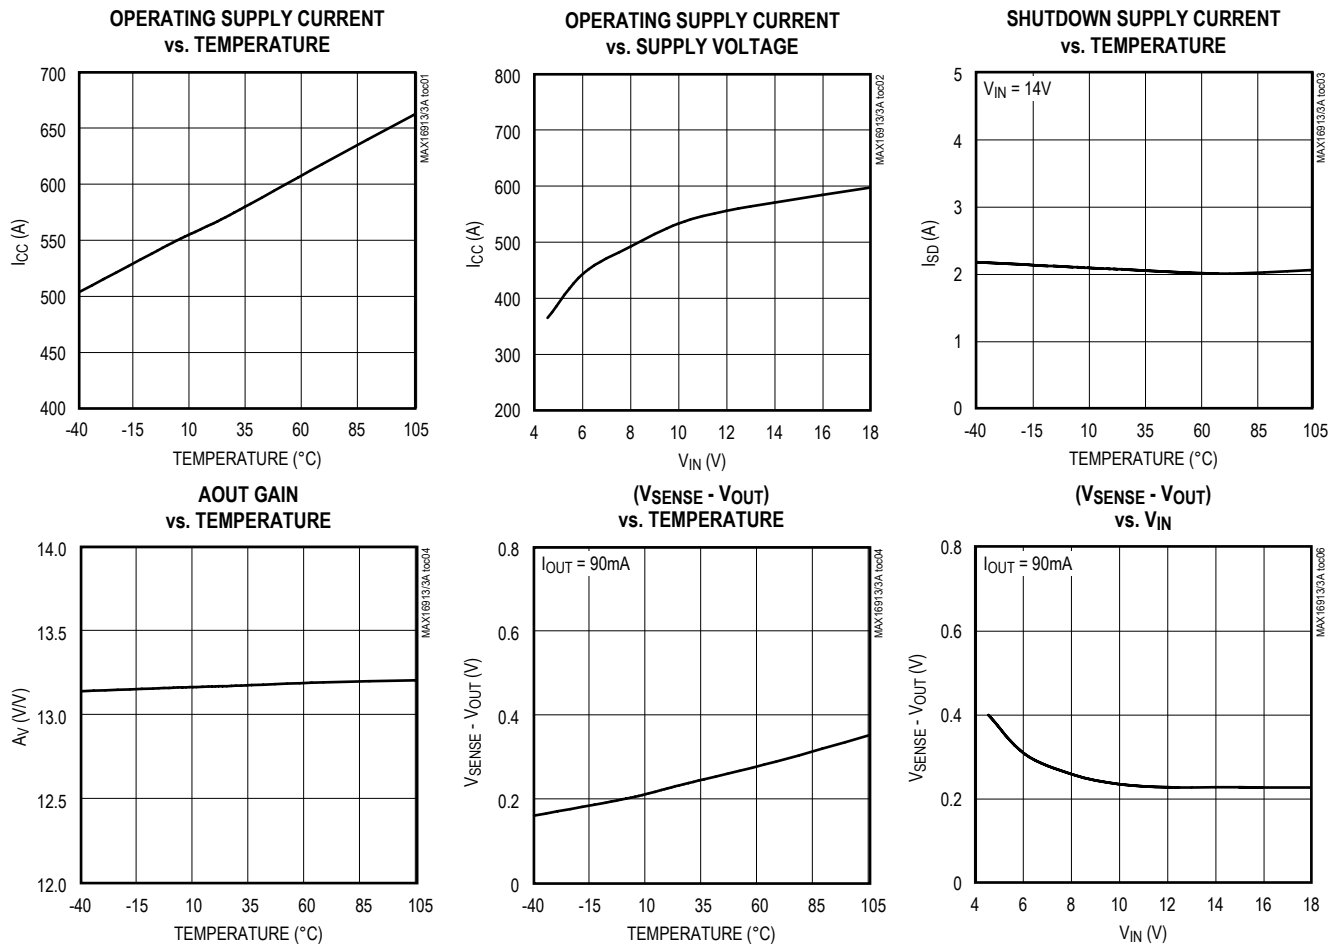 OPERATING SUPPLY CURRENT
vs. TEMPERATURE
700
650
600
550
500
450
400
ICC (A)
-40 -15 10 35 60 85 105
TEMPERATURE (°C)
MAX16913/3A toc01
OPERATING SUPPLY CURRENT
vs. SUPPLY VOLTAGE
800
700
600
500
400
300
200
ICC (A)
4 6 8 10 12 14 16 18
VIN (V)
MAX16913/3A toc02
SHUTDOWN SUPPLY CURRENT
vs. TEMPERATURE
VIN = 14V
5
4
3
2
1
0
ISD (A)
-40 -15 10 35 60 85 105
TEMPERATURE (°C)
MAX16913/3A toc03
AOUT GAIN
vs. TEMPERATURE
14.0
13.5
13.0
12.5
12.0
AV (V/V)
-40 -15 10 35 60 85 105
TEMPERATURE (°C)
MAX16913/3A toc04
(VSENSE - VOUT)
vs. TEMPERATURE
IOUT = 90mA
0.8
0.6
0.4
0.2
0
VSENSE - VOUT (V)
-40 -15 10 35 60 85 105
TEMPERATURE (°C)
MAX16913/3A toc04
(VSENSE - VOUT)
vs. VIN
IOUT = 90mA
0.8
0.6
0.4
0.2
0
VSENSE - VOUT (V)
4 6 8 10 12 14 16 18
VIN (V)
MAX16913/3A toc06